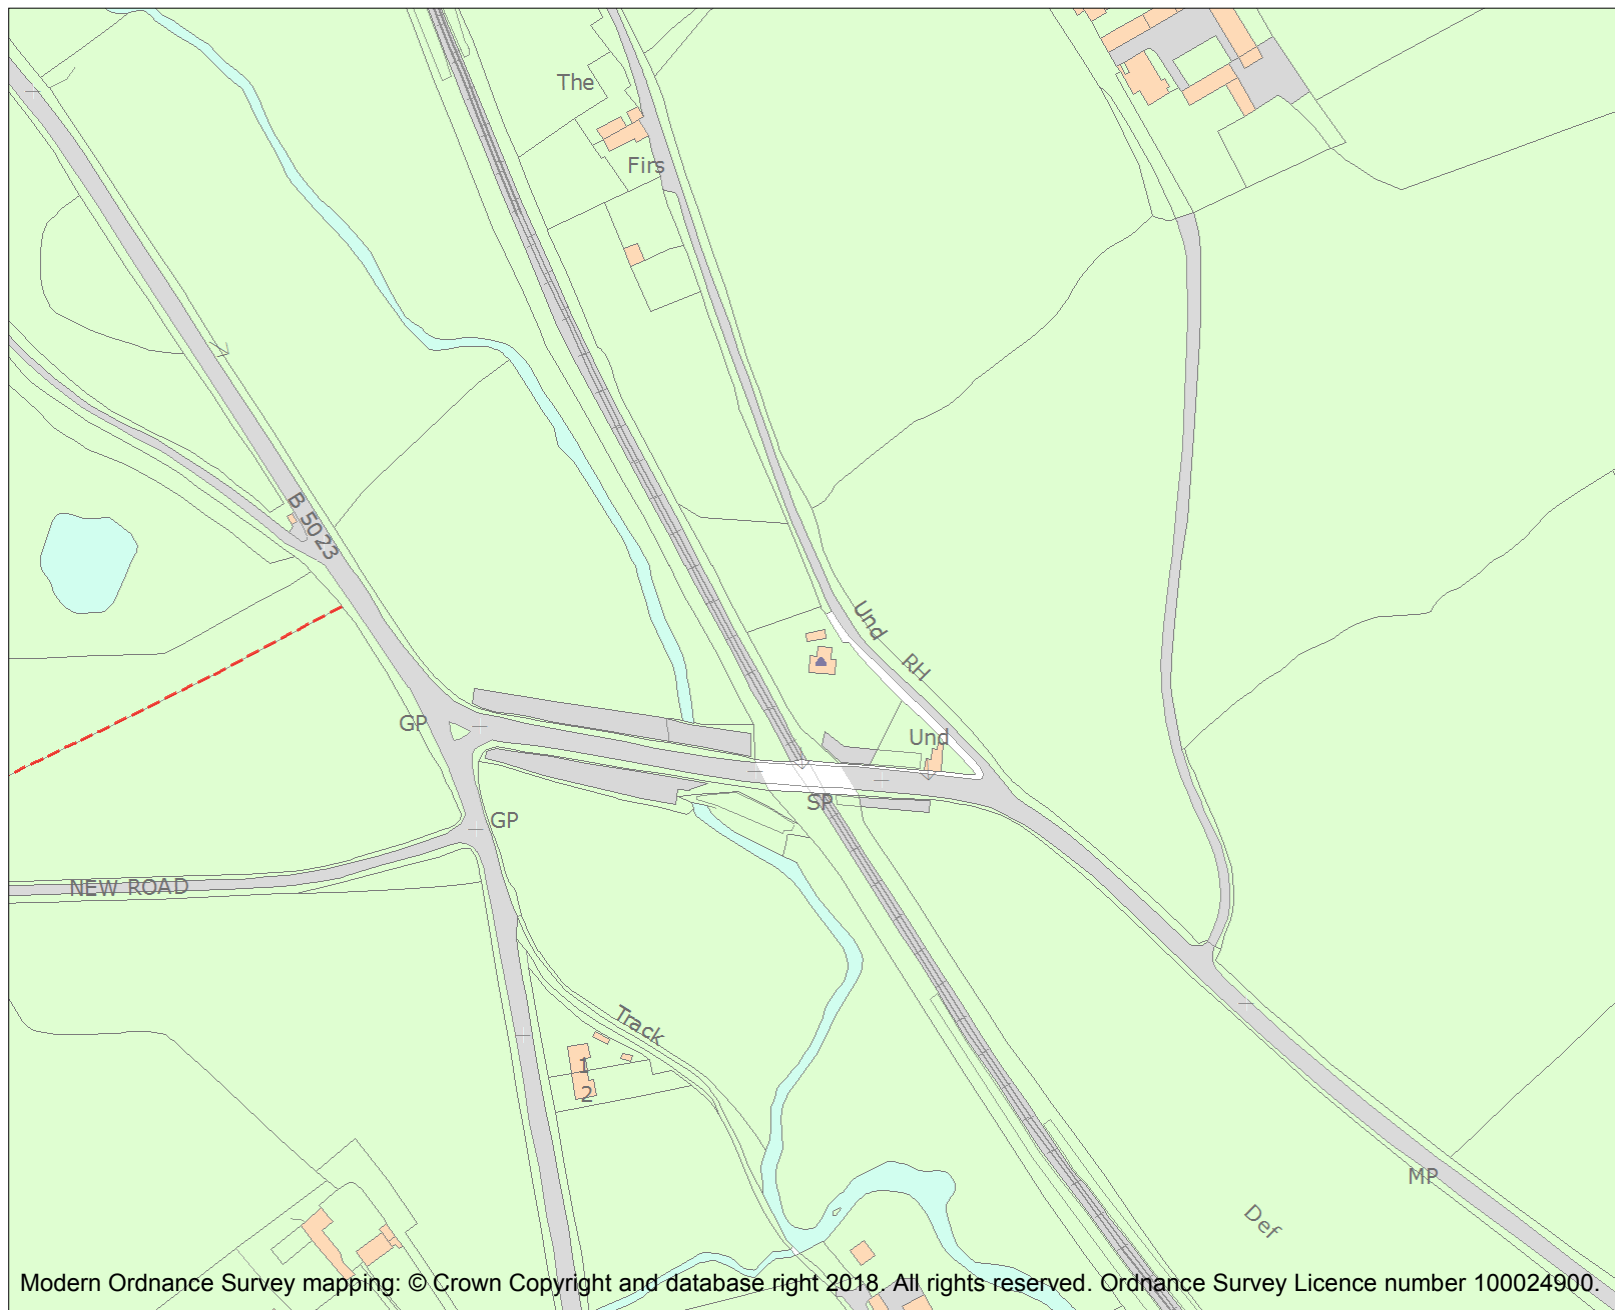 The
Firs
B 5023
Und
RH
GP
Und
SP
GP
NEW ROAD
Track
1
2
MP
Def
Modern Ordnance Survey mapping: © Crown Copyright and database right 2018. All rights reserved. Ordnance Survey Licence number 100024900.